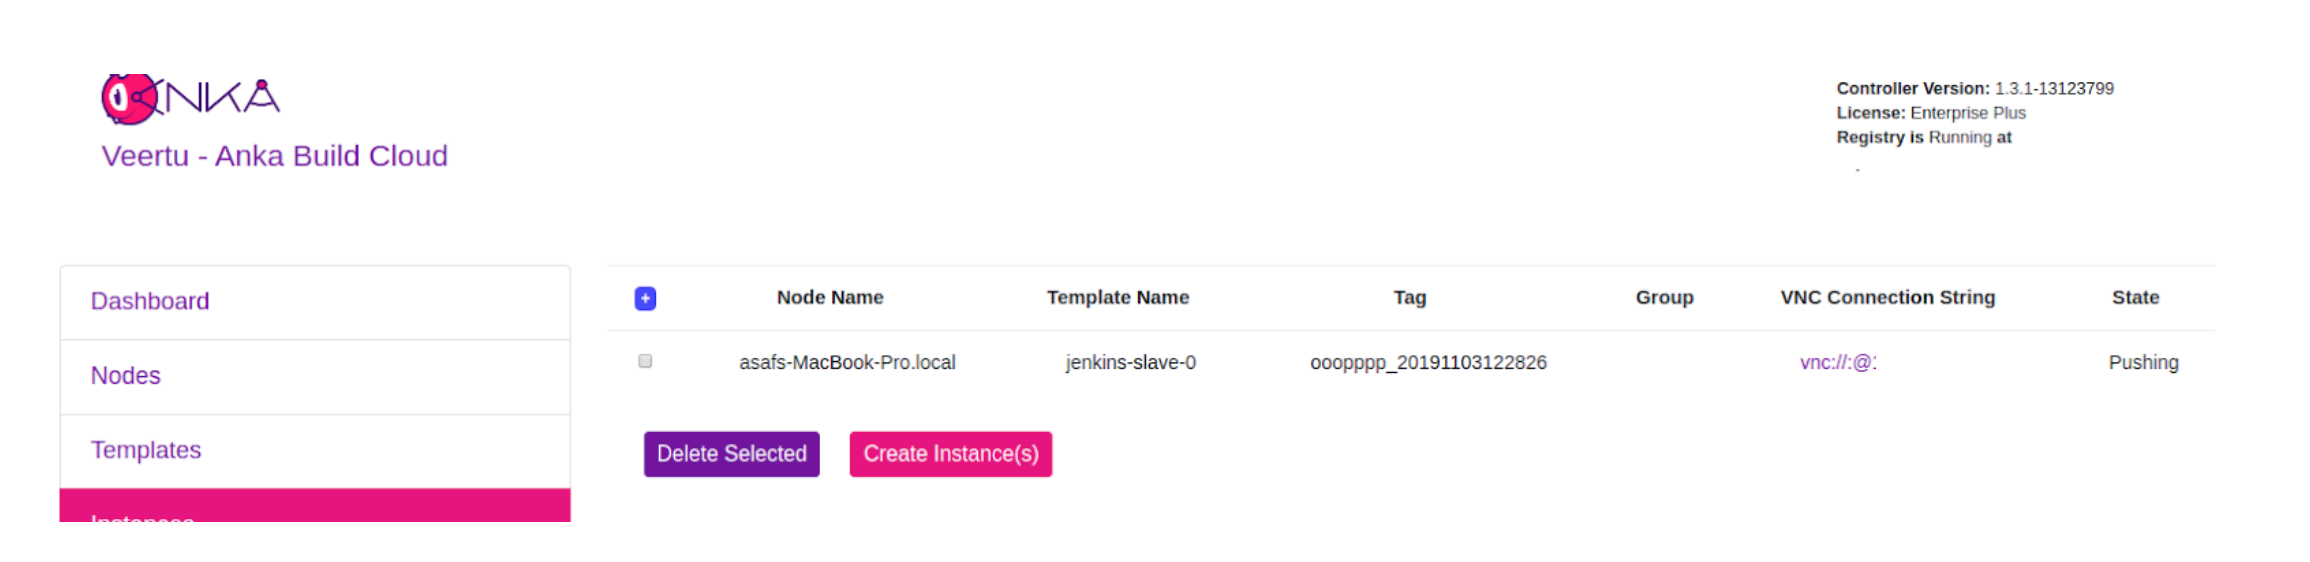 ANKA
Veertu - Anka Build Cloud
Controller Version: 1.3.1-13123799
License: Enterprise Plus
Registry is Running at
Dashboard
Nodes
Templates
Instances
+ Node Name Template Name Tag Group VNC Connection String State
asafs-MacBook-Pro.local jenkins-slave-0 ooopppp_20191103122826 vnc://:@: Pushing
Delete Selected Create Instance(s)